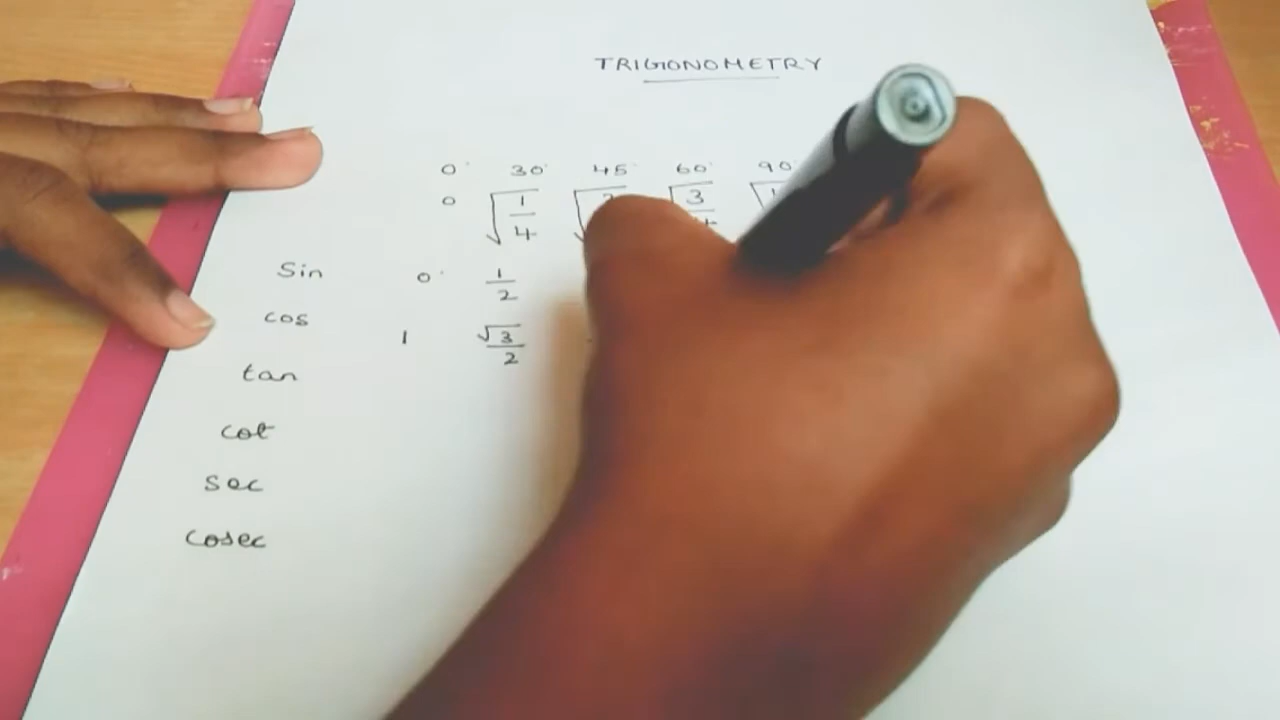 TRIGONOMETRY
0° 30° 45° 60° 90
0 √1/4 √3
Sin 0° 1/2
cos 1 √3/2
tan
cot
sec
cosec